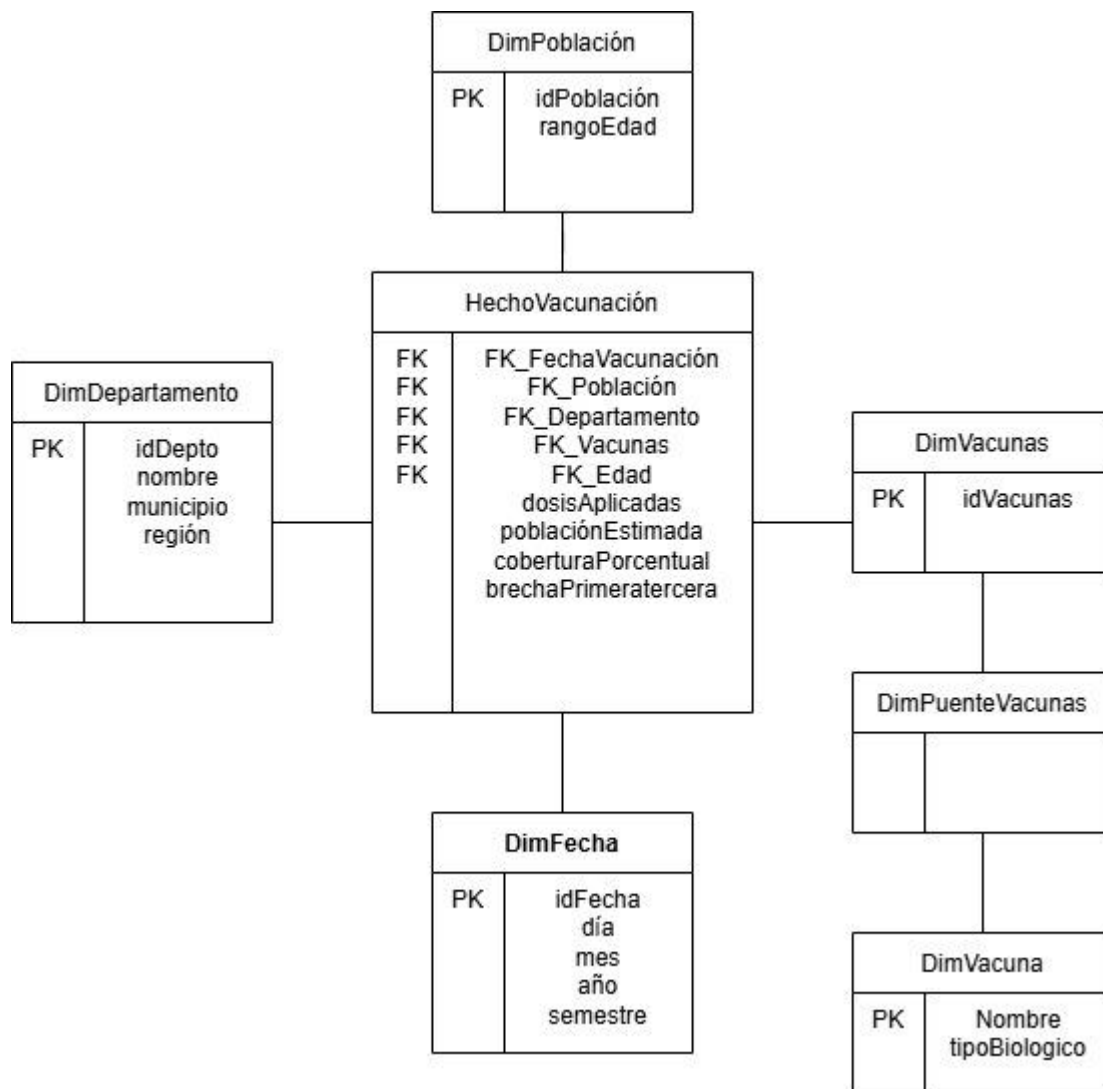 DimPoblación
PK idPoblación
rangoEdad
HechoVacunación
FK FK_FechaVacunación
FK FK_Población
FK FK_Departamento
FK FK_Vacunas
FK FK_Edad
dosisAplicadas
poblaciónEstimada
coberturaPorcentual
brechaPrimeratercera
DimDepartamento
PK idDepto
nombre
municipio
región
DimVacunas
PK idVacunas
DimPuenteVacunas
DimFecha
PK idFecha
día
mes
año
semestre
DimVacuna
PK Nombre
tipoBiologico